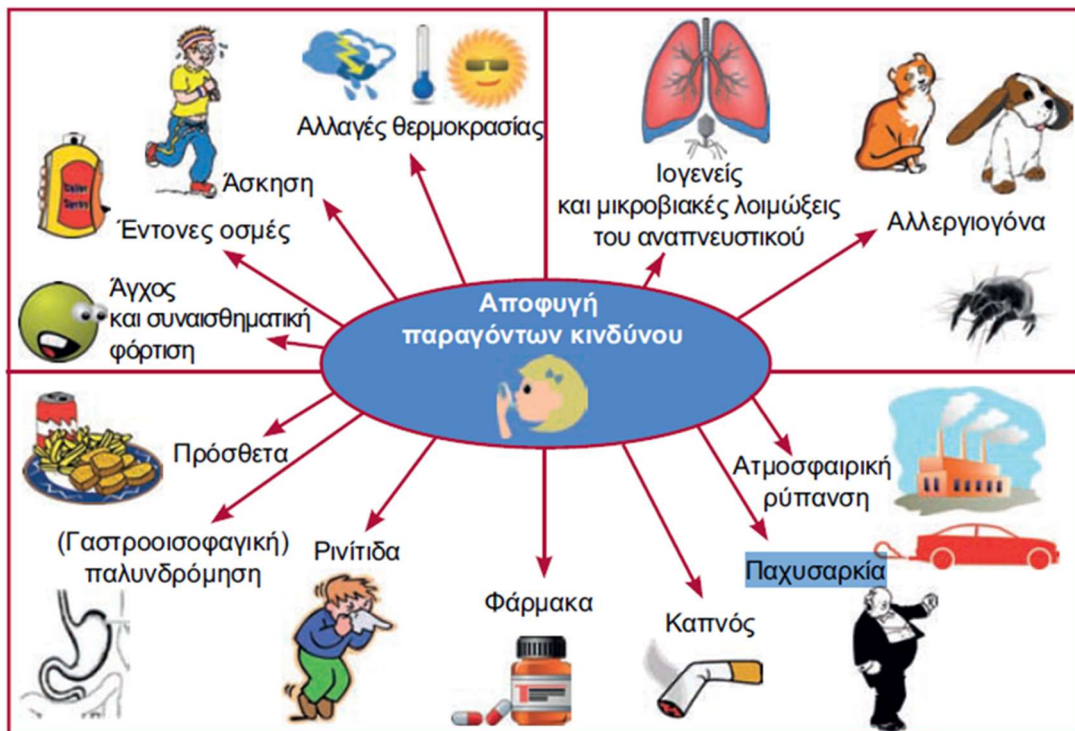 Αλλαγές θερμοκρασίας
Άσκηση
Έντονες οσμές
Άγχος
και συναισθηματική
φόρτιση
Ιογενείς
και μικροβιακές λοιμώξεις
του αναπνευστικού
Αλλεργιογόνα
Αποφυγή
παραγόντων κινδύνου
Πρόσθετα
(Γαστροοισοφαγική)
παλυνδρόμηση
Ρινίτιδα
Φάρμακα
Καπνός
Ατμοσφαιρική
ρύπανση
Παχυσαρκία